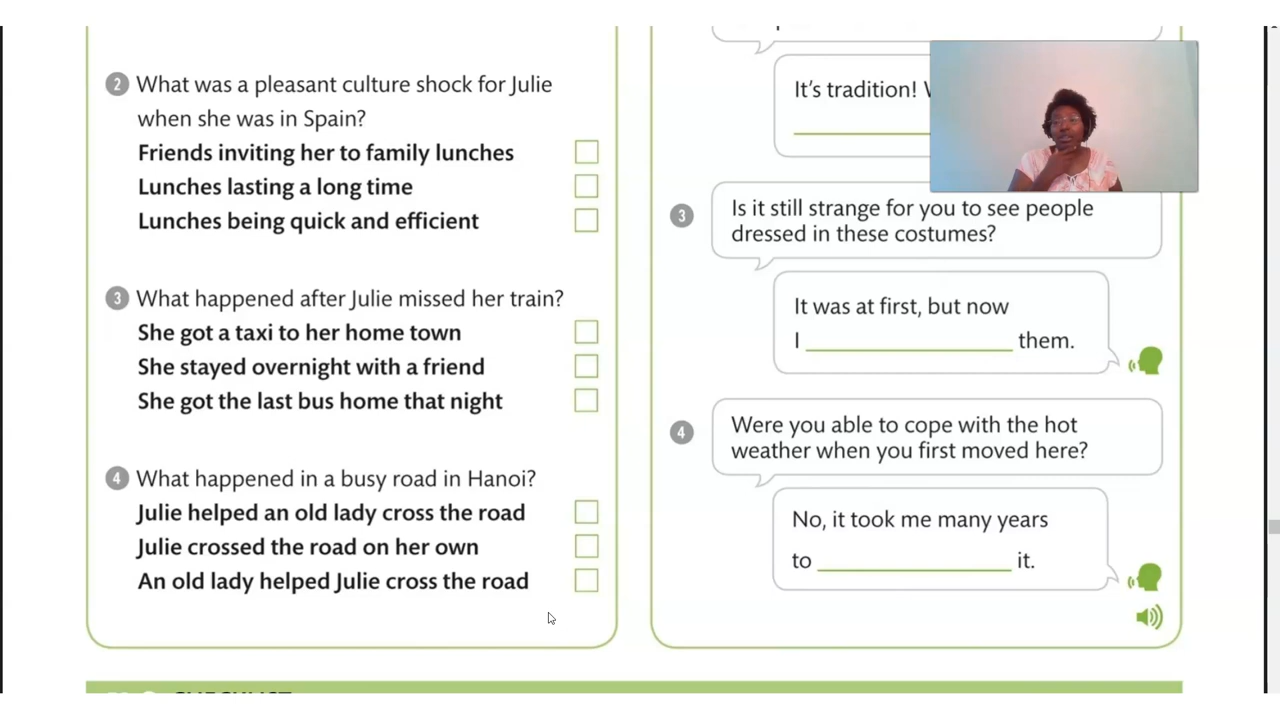 2 What was a pleasant culture shock for Julie
when she was in Spain?
Friends inviting her to family lunches
Lunches lasting a long time
Lunches being quick and efficient
3 What happened after Julie missed her train?
She got a taxi to her home town
She stayed overnight with a friend
She got the last bus home that night
4 What happened in a busy road in Hanoi?
Julie helped an old lady cross the road
Julie crossed the road on her own
An old lady helped Julie cross the road
It's tradition!
3 Is it still strange for you to see people
dressed in these costumes?
It was at first, but now
I ____________ them.
4 Were you able to cope with the hot
weather when you first moved here?
No, it took me many years
to ____________ it.